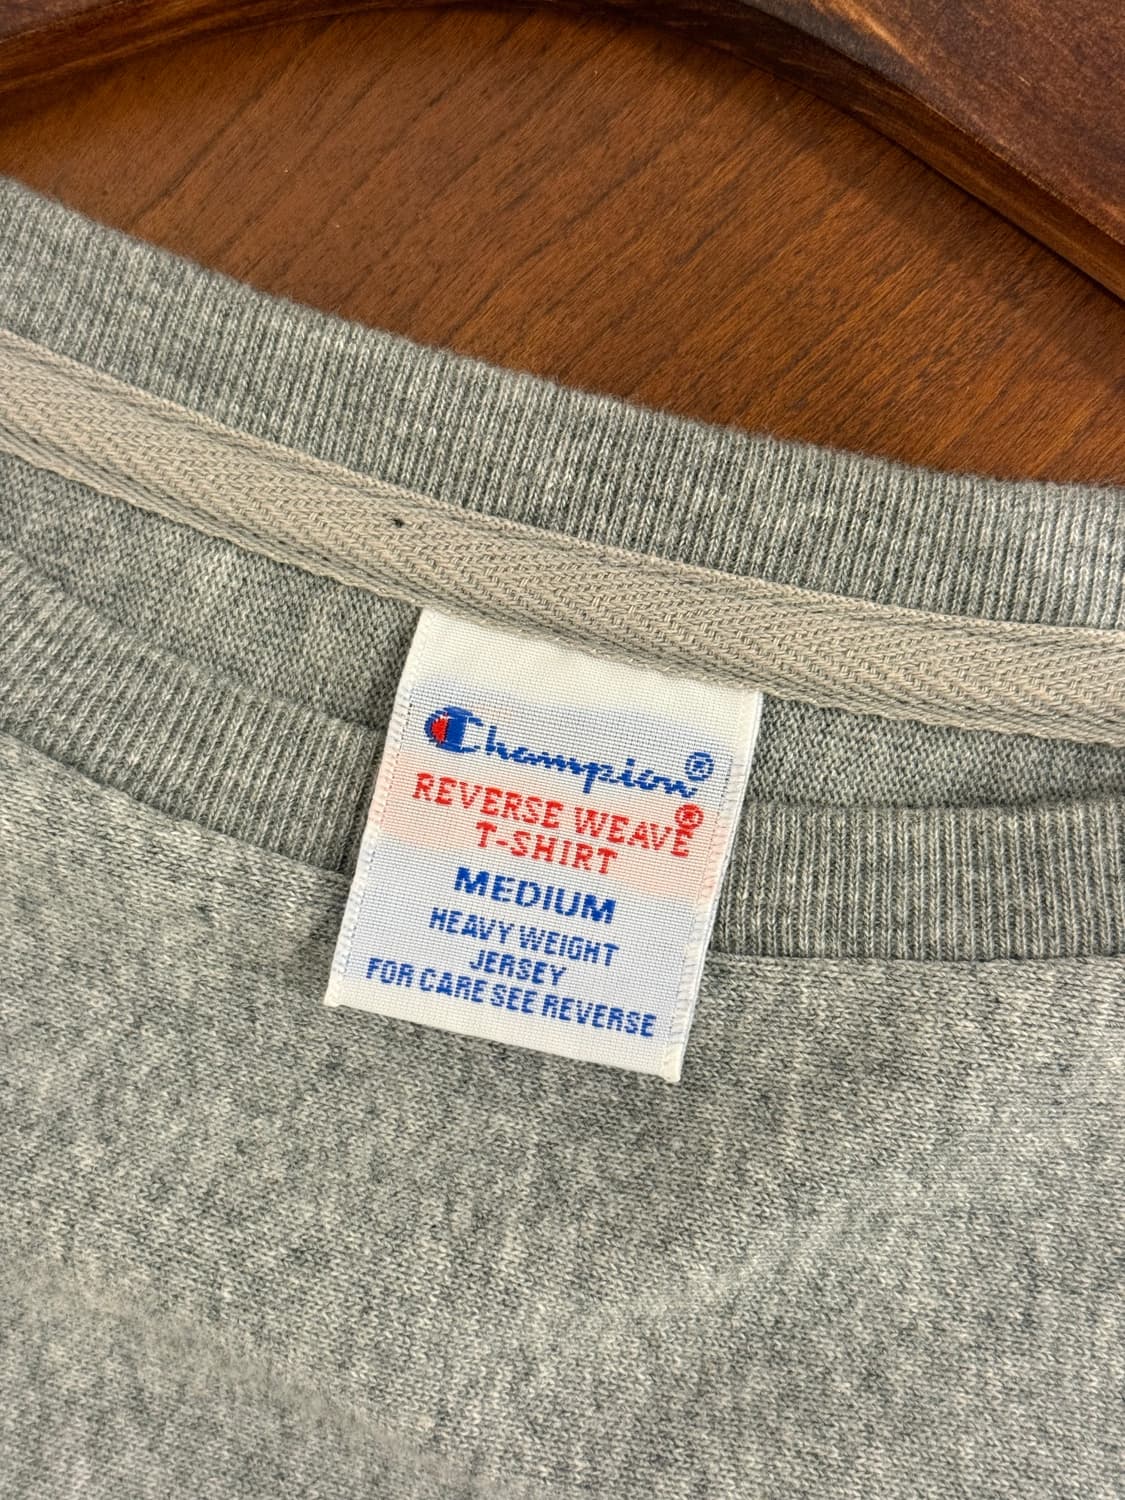 Champion®
REVERSE WEAVE®
T-SHIRT
MEDIUM
HEAVY WEIGHT
JERSEY
FOR CARE SEE REVERSE